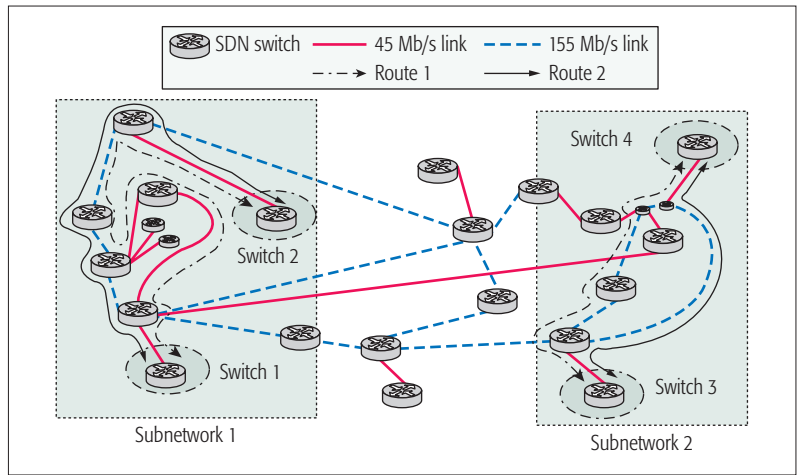 SDN switch 45 Mb/s link 155 Mb/s link
Route 1 Route 2
Switch 4
Switch 2
Switch 1
Switch 3
Subnetwork 1
Subnetwork 2